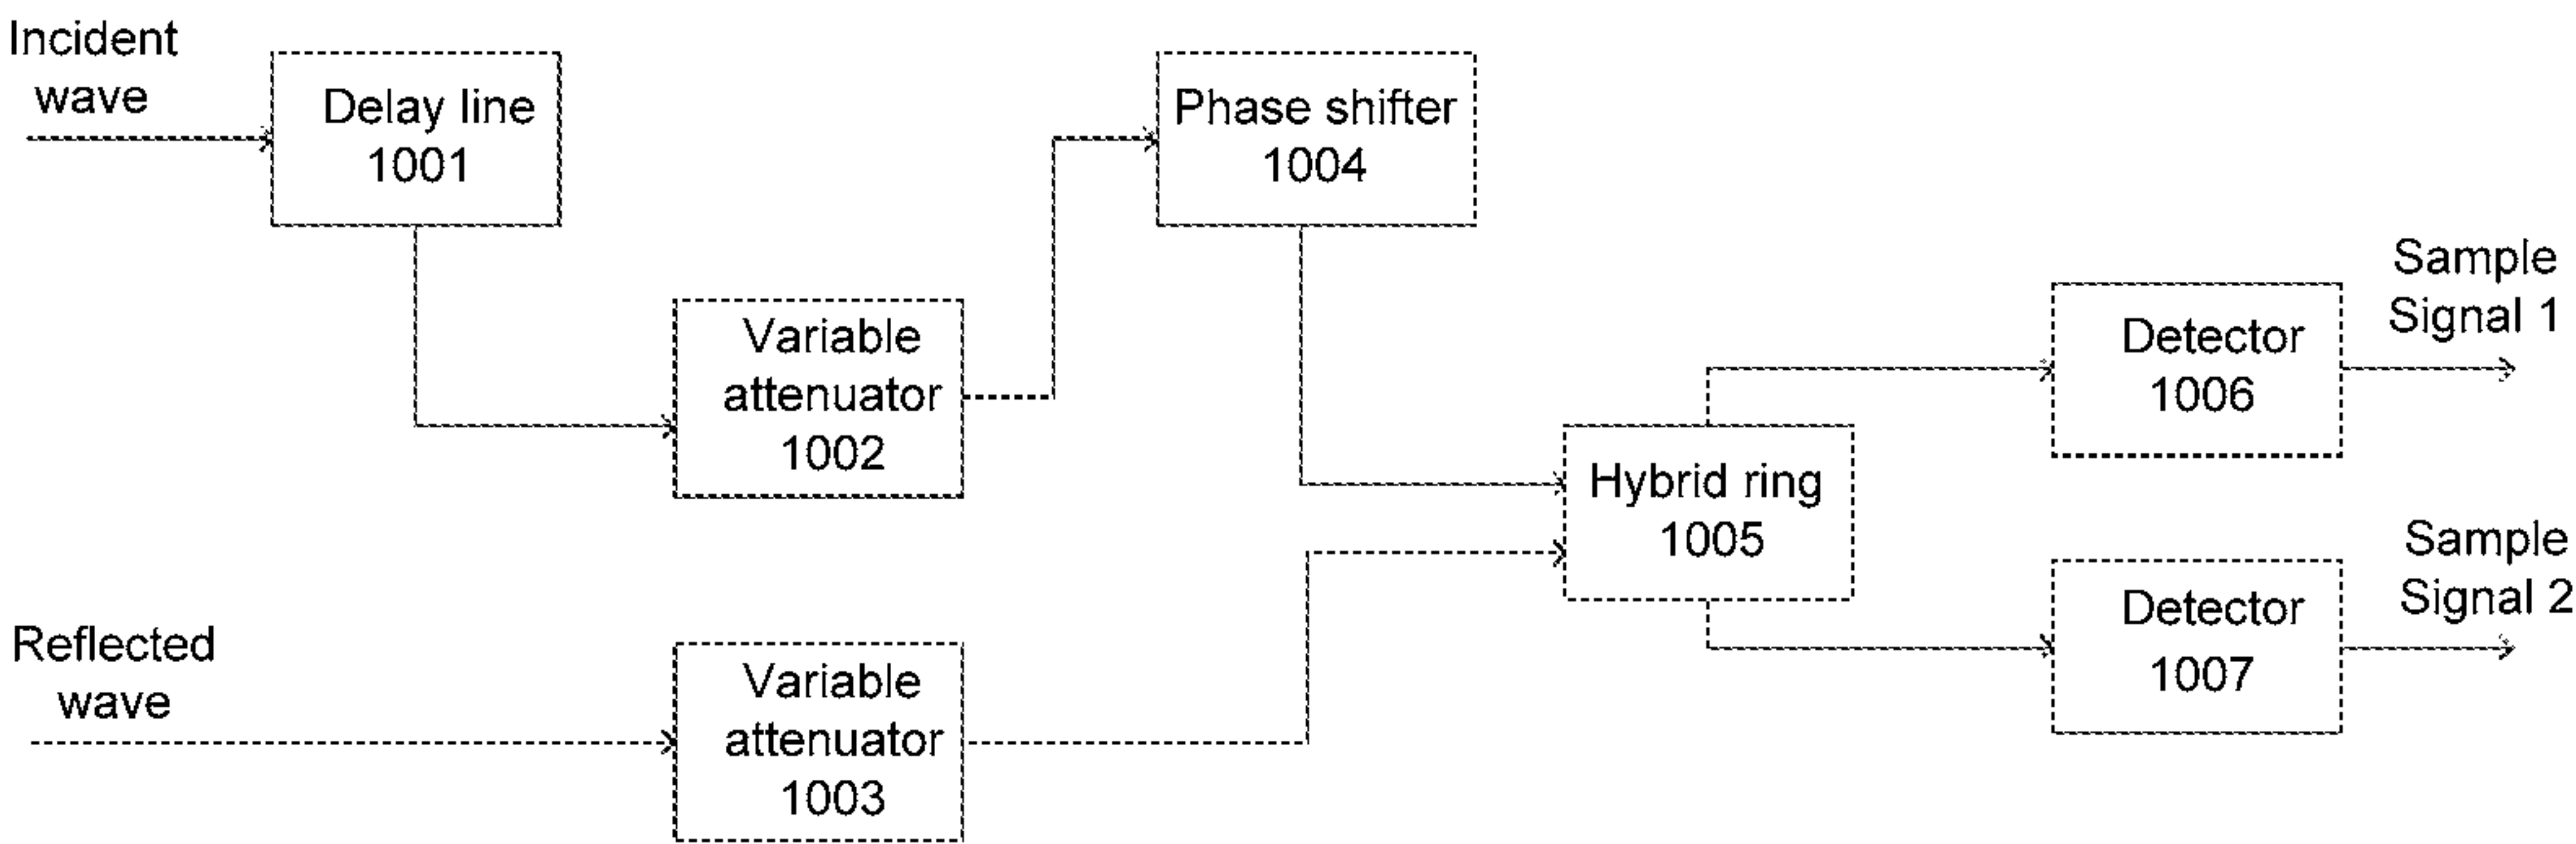 Incident
wave
Delay line
1001
Phase shifter
1004
Variable
attenuator
1002
Sample
Signal 1
Detector
1006
Hybrid ring
1005
Sample
Signal 2
Detector
1007
Reflected
wave
Variable
attenuator
1003